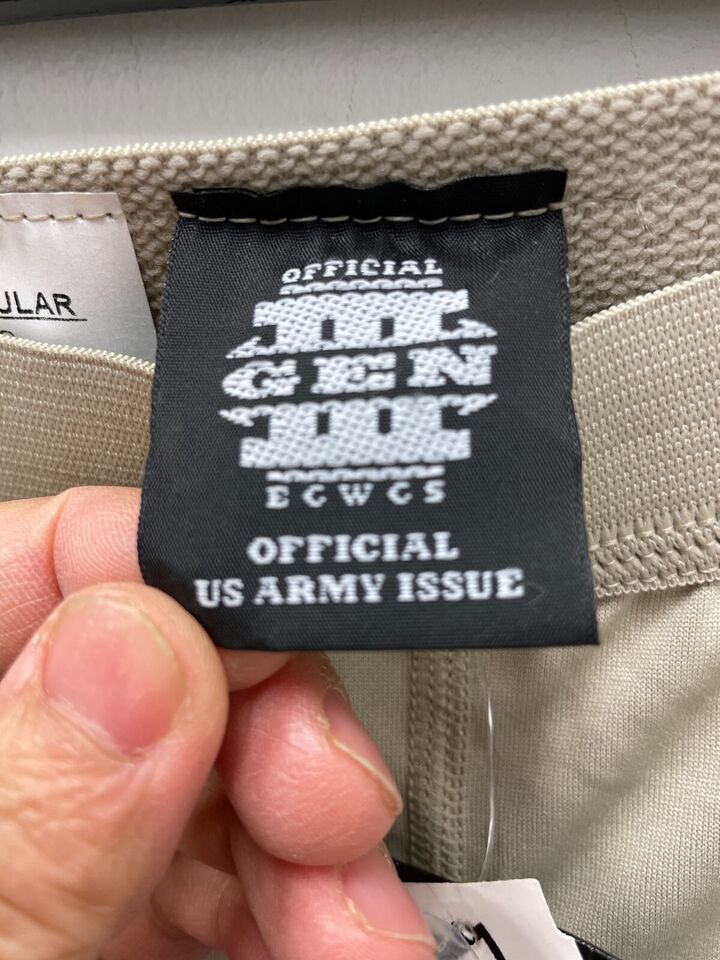 ULAR
OFFICIAL
III
GEN
III
ECWCS
OFFICIAL
US ARMY ISSUE